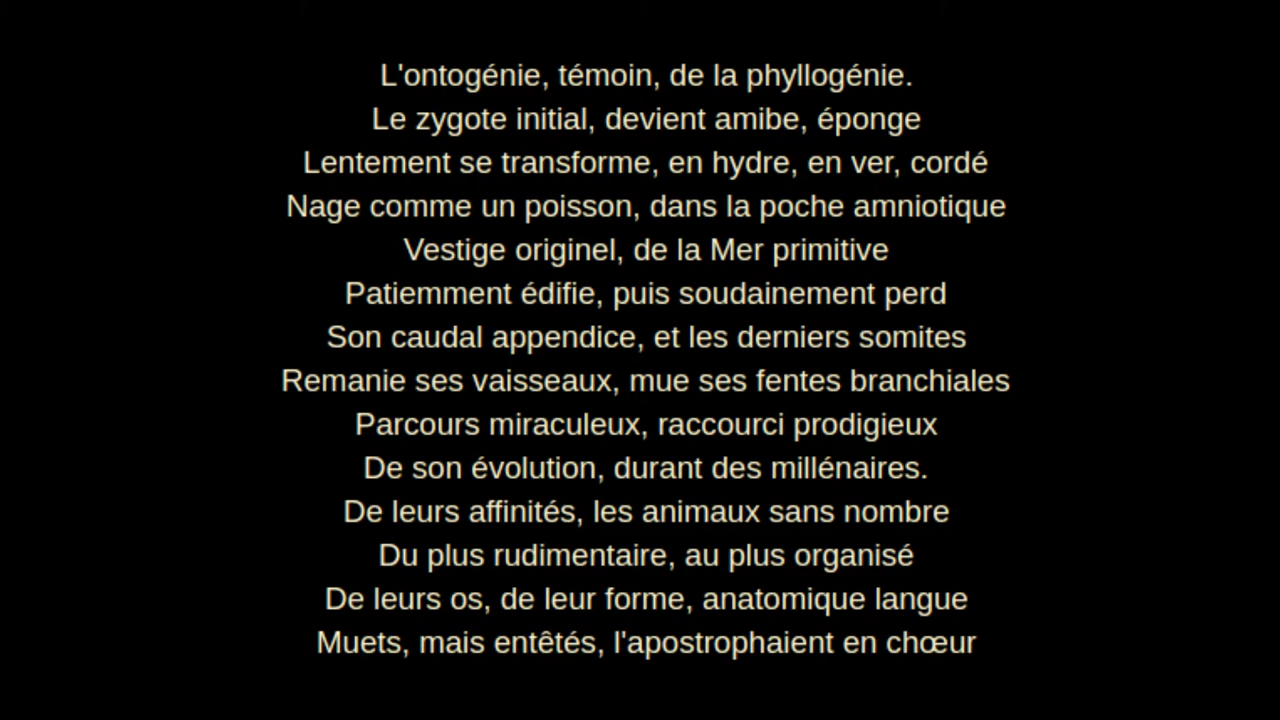 L'ontogénie, témoin, de la phyllogénie.
Le zygote initial, devient amibe, éponge
Lentement se transforme, en hydre, en ver, cordé
Nage comme un poisson, dans la poche amniotique
Vestige originel, de la Mer primitive
Patiemment édifie, puis soudainement perd
Son caudal appendice, et les derniers somites
Remanie ses vaisseaux, mue ses fentes branchiales
Parcours miraculeux, raccourci prodigieux
De son évolution, durant des millénaires.
De leurs affinités, les animaux sans nombre
Du plus rudimentaire, au plus organisé
De leurs os, de leur forme, anatomique langue
Muets, mais entêtés, l'apostrophaient en chœur